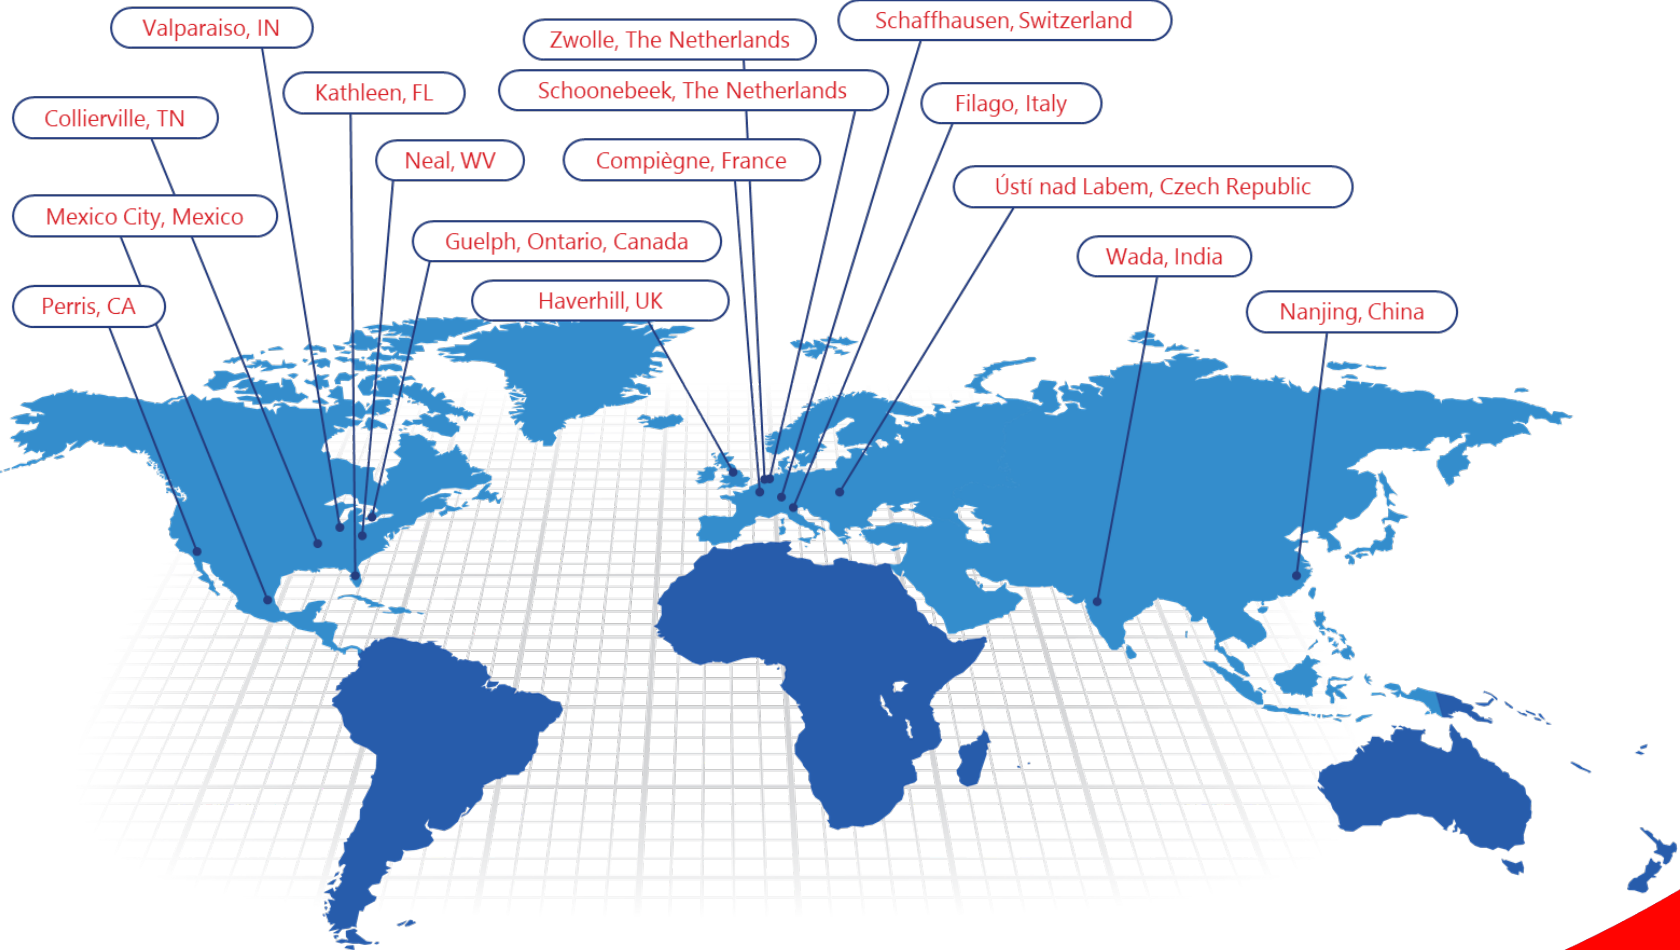 Valparaiso, IN
Zwolle, The Netherlands
Schaffhausen, Switzerland
Kathleen, FL
Schoonebeek, The Netherlands
Filago, Italy
Collierville, TN
Neal, WV
Compiègne, France
Ústí nad Labem, Czech Republic
Mexico City, Mexico
Guelph, Ontario, Canada
Wada, India
Perris, CA
Haverhill, UK
Nanjing, China